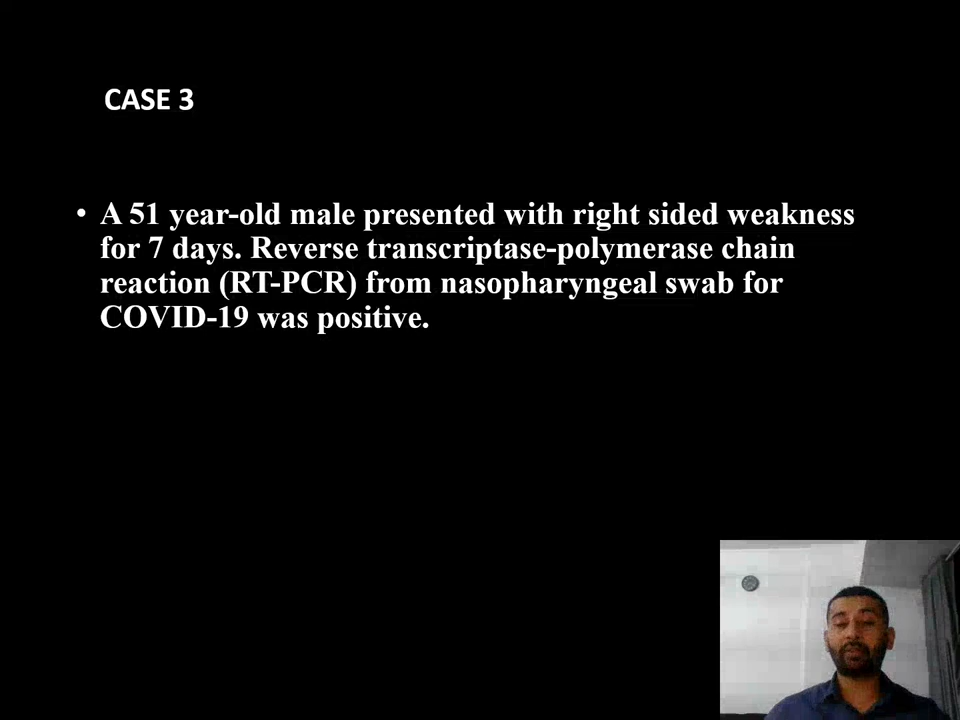 CASE 3
• A 51 year-old male presented with right sided weakness
for 7 days. Reverse transcriptase-polymerase chain
reaction (RT-PCR) from nasopharyngeal swab for
COVID-19 was positive.